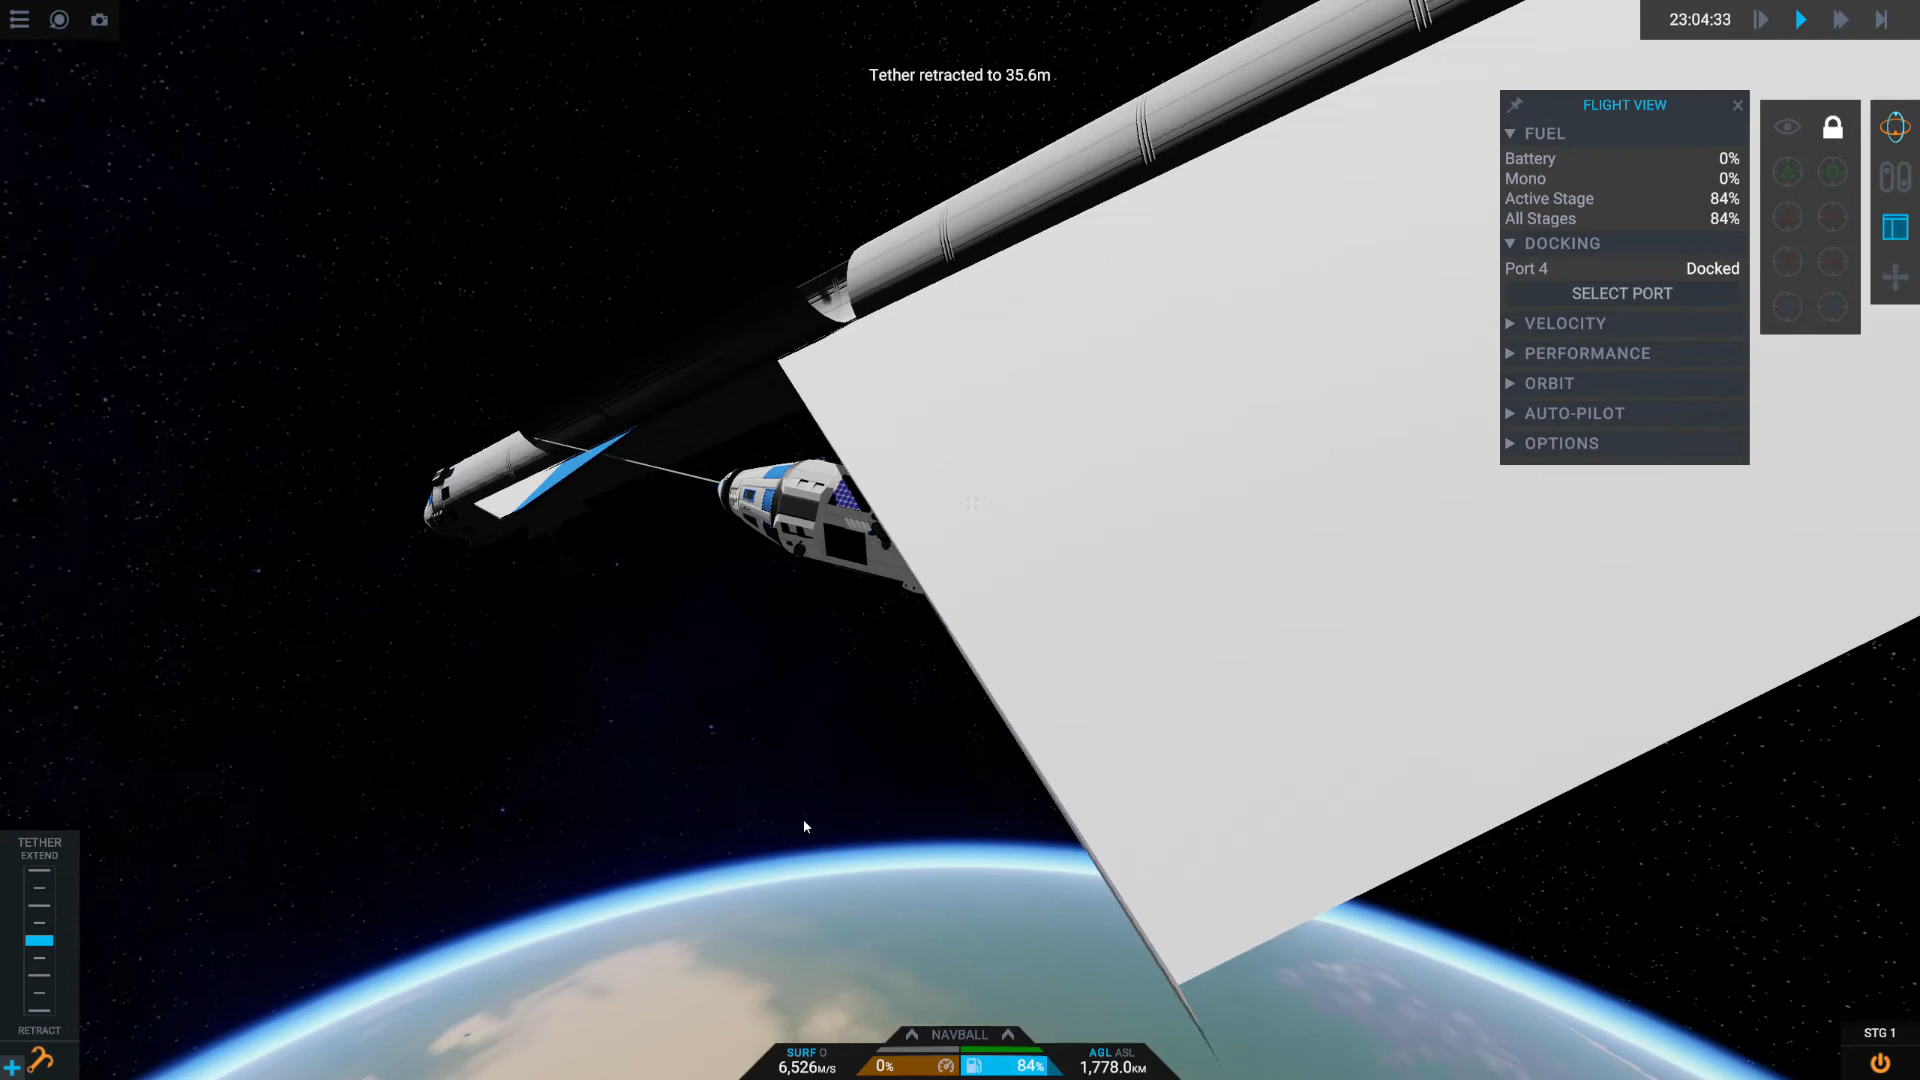 23:04:33
Tether retracted to 35.6m
FLIGHT VIEW
FUEL
Battery 0%
Mono 0%
Active Stage 84%
All Stages 84%
DOCKING
Port 4 Docked
SELECT PORT
VELOCITY
PERFORMANCE
ORBIT
AUTO-PILOT
OPTIONS
TETHER
EXTEND
RETRACT
NAVBALL
SURF O
6,526M/S
0%
84%
AGL ASL
1,778.0KM
STG 1